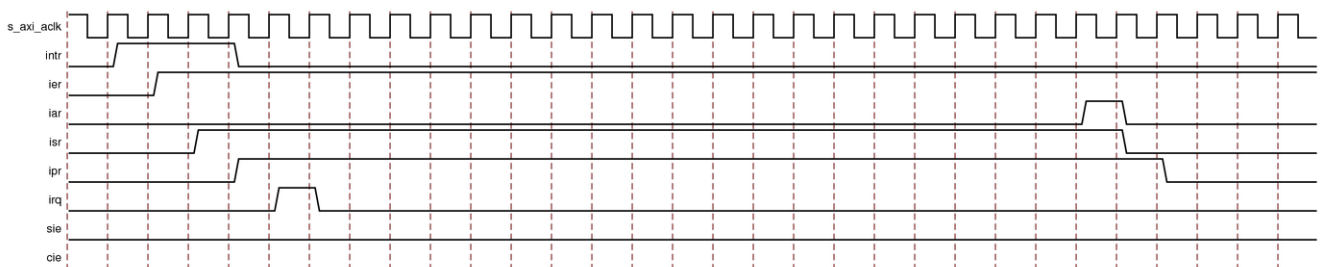 s_axi_aclk
intr
ier
iar
isr
ipr
irq
sie
cie